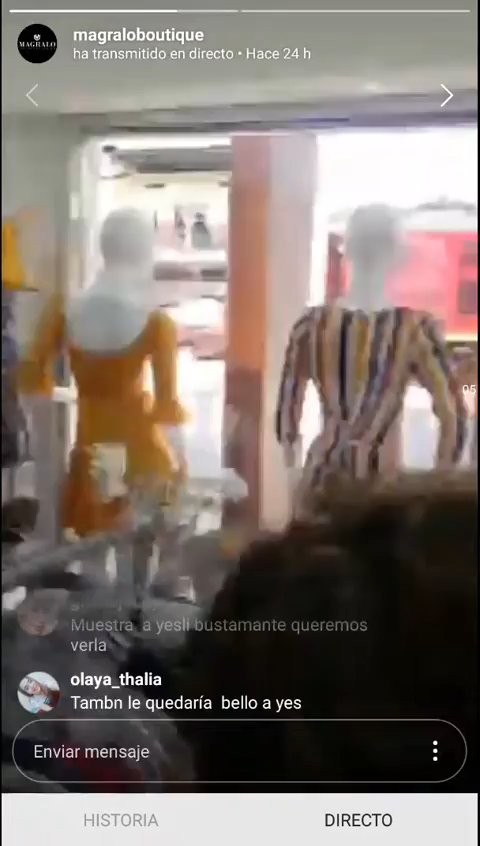 MAGRALO
magraloboutique
ha transmitido en directo • Hace 24 h
05
Muestra a yesli bustamante queremos
verla
olaya_thalia
Tambn le quedaría bello a yes
Enviar mensaje
HISTORIA
DIRECTO